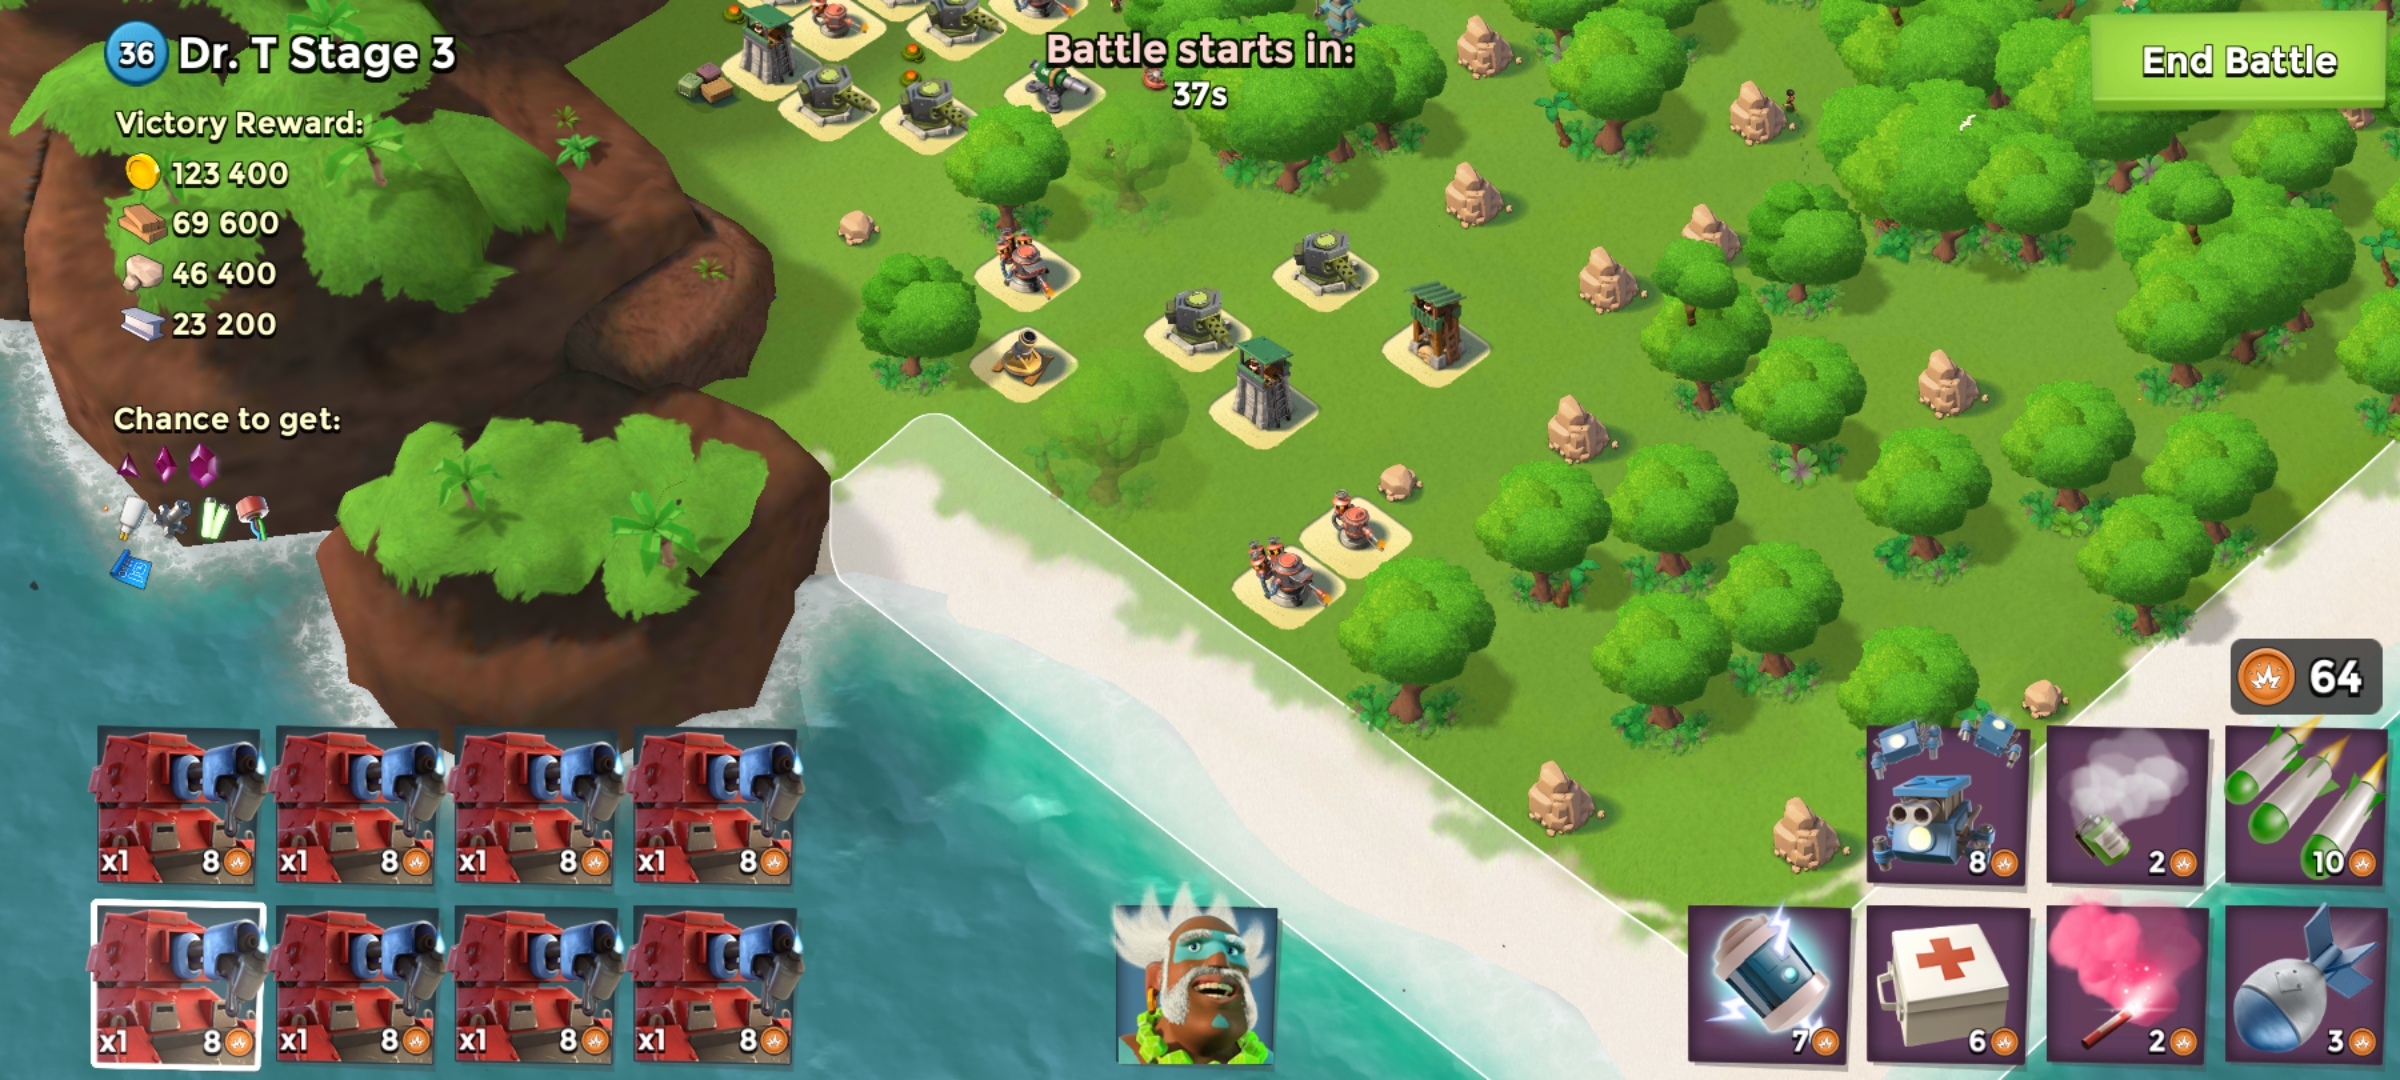 36 Dr. T Stage 3
Battle starts in:
37s
End Battle
Victory Reward:
123 400
69 600
46 400
23 200
Chance to get:
64
x1 8
x1 8
x1 8
x1 8
8
2
10
x1 8
x1 8
x1 8
x1 8
7
6
2
3